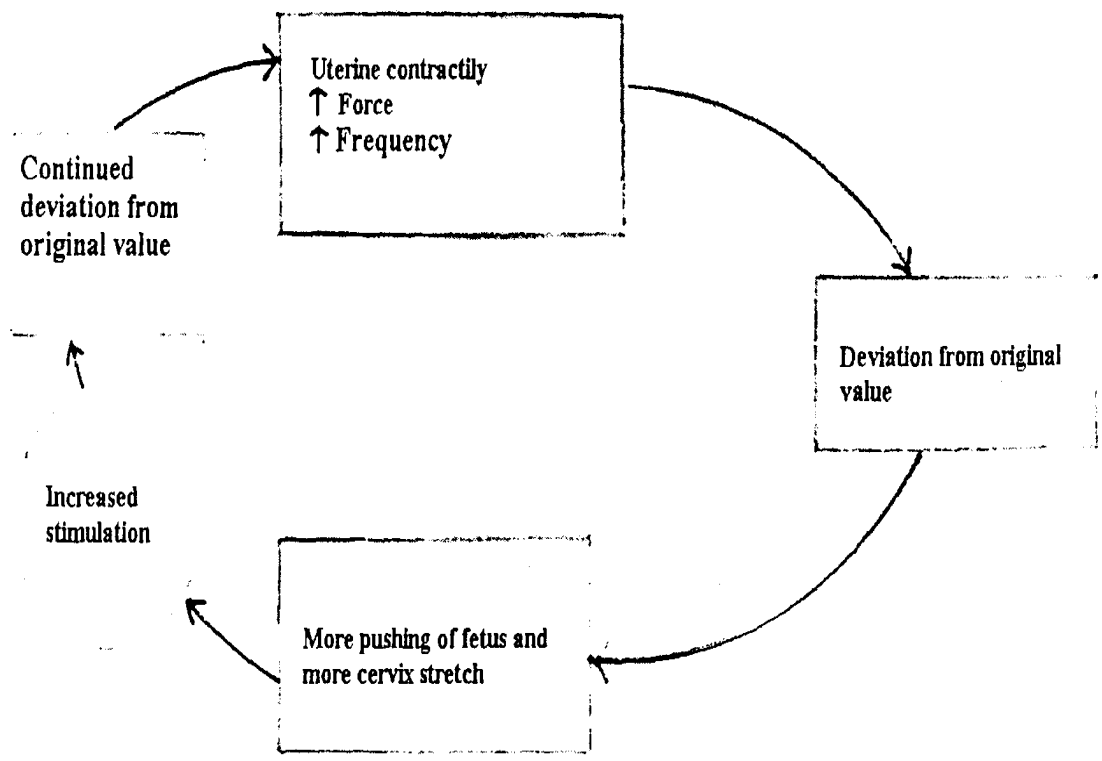 Uterine contractily
↑ Force
↑ Frequency
Continued
deviation from
original value
Deviation from original
value
Increased
stimulation
More pushing of fetus and
more cervix stretch